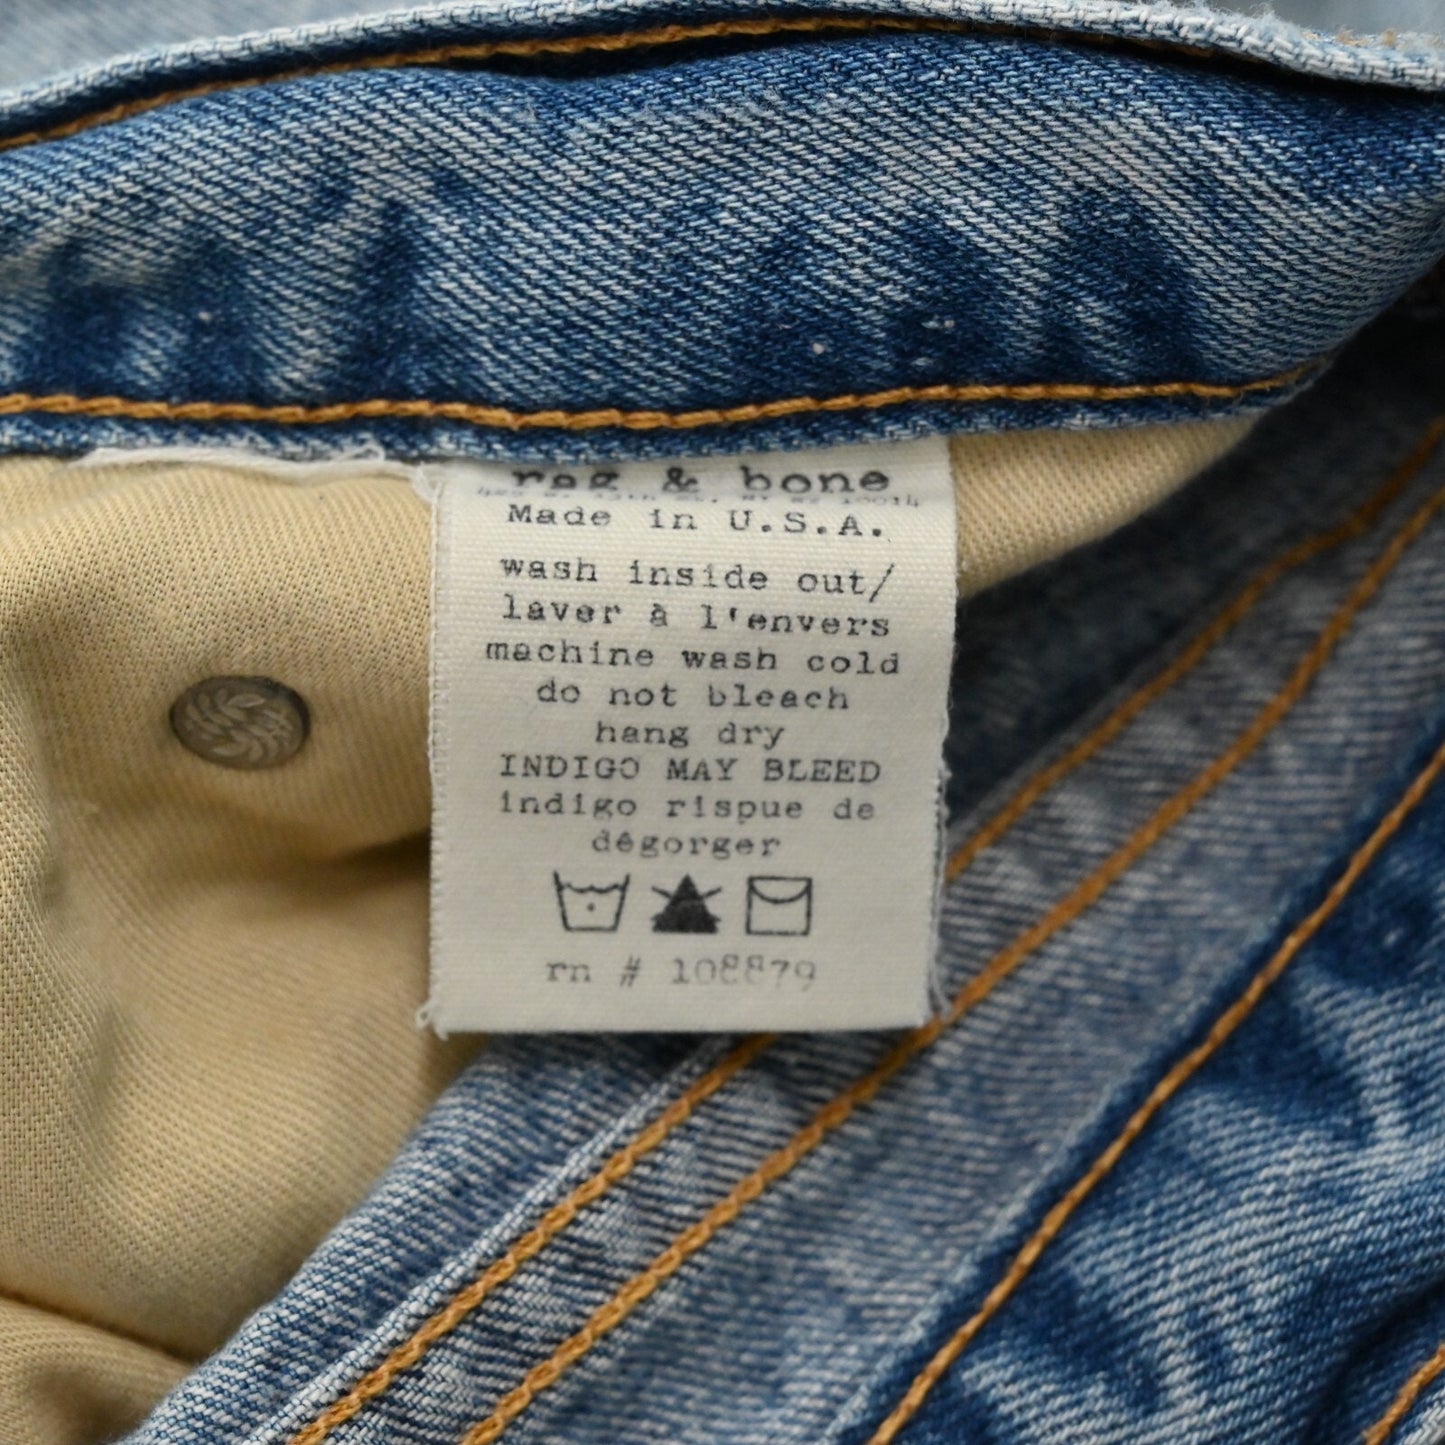 rag & bone
Made in U.S.A.
wash inside out/
laver à l'envers
machine wash cold
do not bleach
hang dry
INDIGO MAY BLEED
indigo rispue de
dégorger
rn # 108879